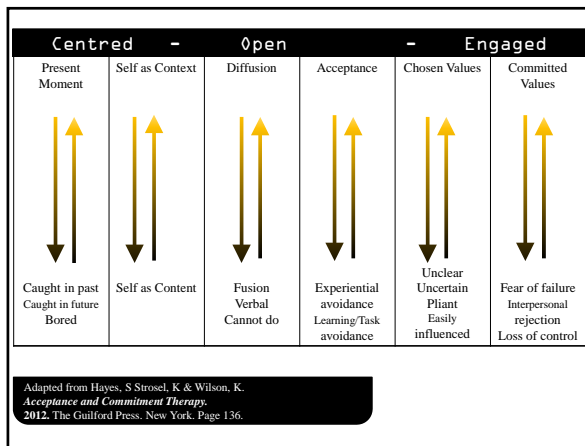 Centred - Open - Engaged
Present
Moment
Self as Context
Diffusion
Acceptance
Chosen Values
Committed
Values
Caught in past
Caught in future
Bored
Self as Content
Fusion
Verbal
Cannot do
Experiential
avoidance
Learning/Task
avoidance
Unclear
Uncertain
Pliant
Easily
influenced
Fear of failure
Interpersonal
rejection
Loss of control
Adapted from Hayes, S Strosel, K & Wilson, K.
Acceptance and Commitment Therapy.
2012. The Guilford Press. New York. Page 136.